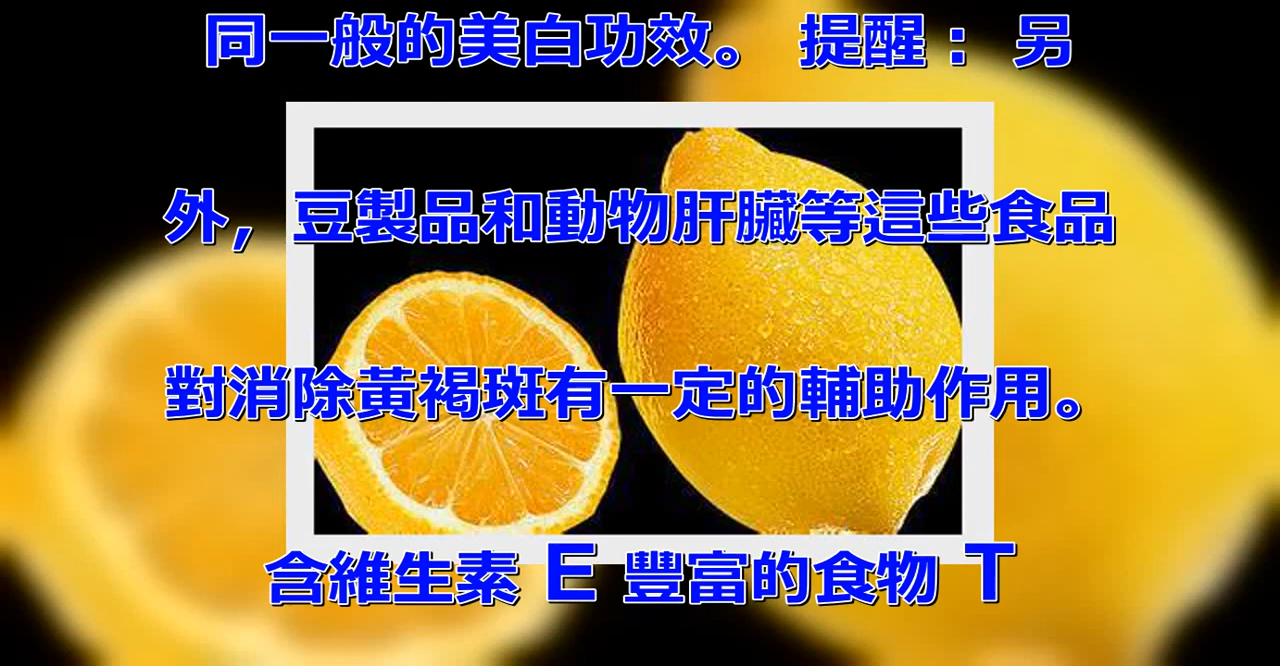 同一般的美白功效。 提醒： 另
外，豆製品和動物肝臟等這些食品
對消除黃褐斑有一定的輔助作用。
含維生素 E 豐富的食物 T